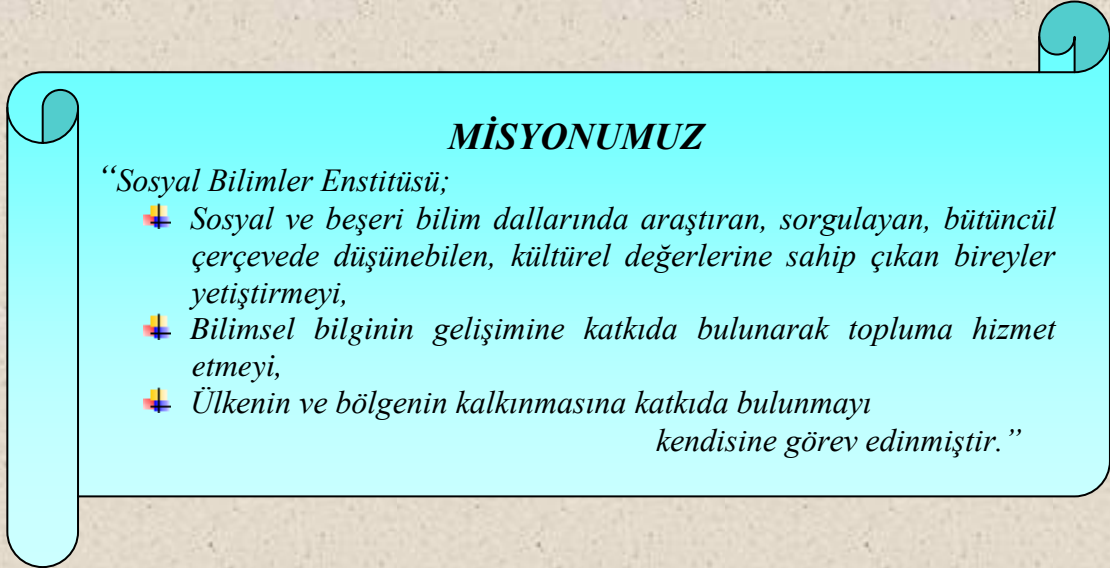 MİSYONUMUZ
“Sosyal Bilimler Enstitüsü;
Sosyal ve beşeri bilim dallarında araştıran, sorgulayan, bütüncül
çerçevede düşünebilen, kültürel değerlerine sahip çıkan bireyler
yetiştirmeyi,
Bilimsel bilginin gelişimine katkıda bulunarak topluma hizmet
etmeyi,
Ülkenin ve bölgenin kalkınmasına katkıda bulunmayı
kendisine görev edinmiştir.”